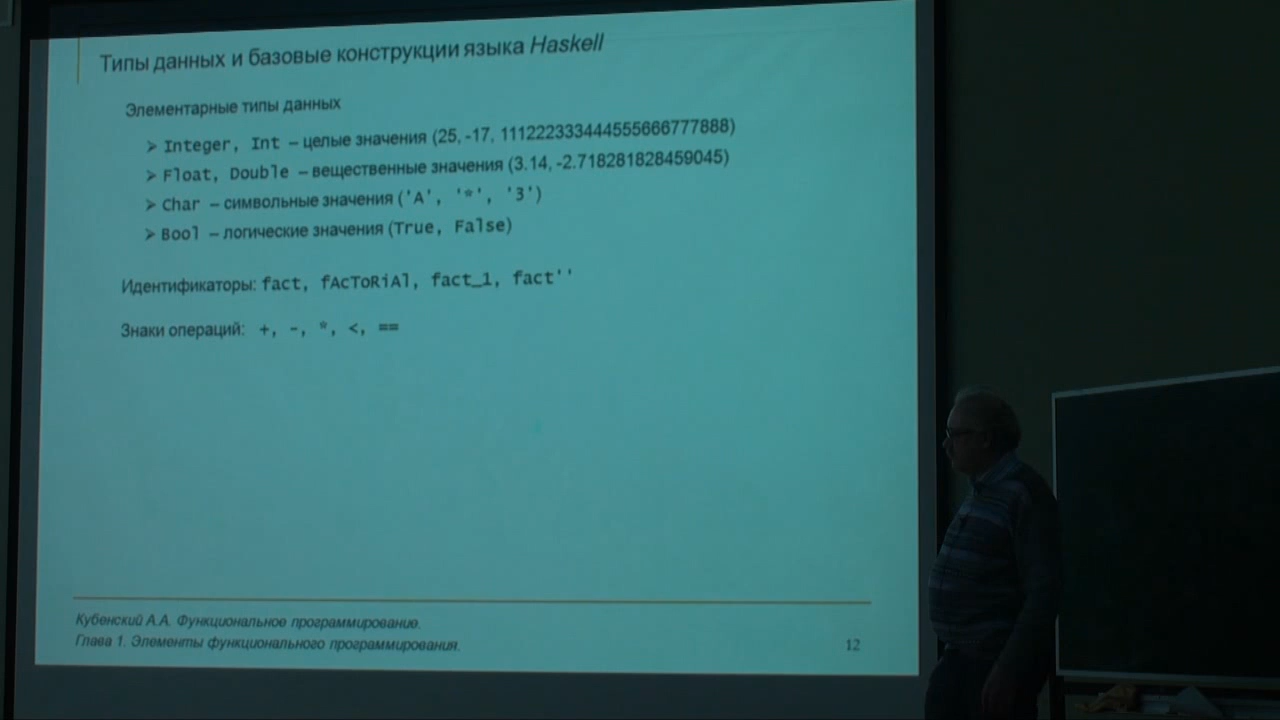 Типы данных и базовые конструкции языка Haskell
Элементарные типы данных
➢ Integer, Int – целые значения (25, -17, 111222333444555666777888)
➢ Float, Double – вещественные значения (3.14, -2.718281828459045)
➢ Char – символьные значения ('A', '*', '3')
➢ Bool – логические значения (True, False)
Идентификаторы: fact, fAcToRiAl, fact_1, fact''
Знаки операций: +, -, *, <, ==
Кубенский А.А. Функциональное программирование.
Глава 1. Элементы функционального программирования.
12